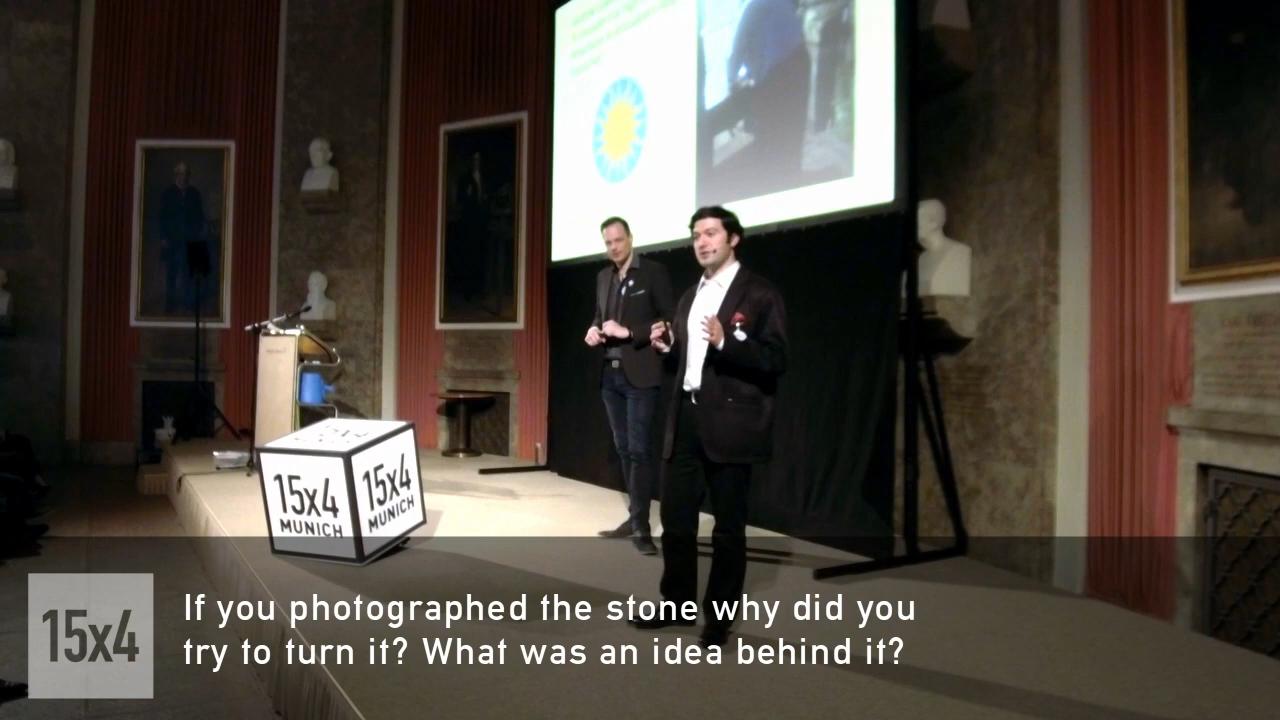 15x4
15x4
MUNICH
15x4
MUNICH
15x4
If you photographed the stone why did you
try to turn it? What was an idea behind it?